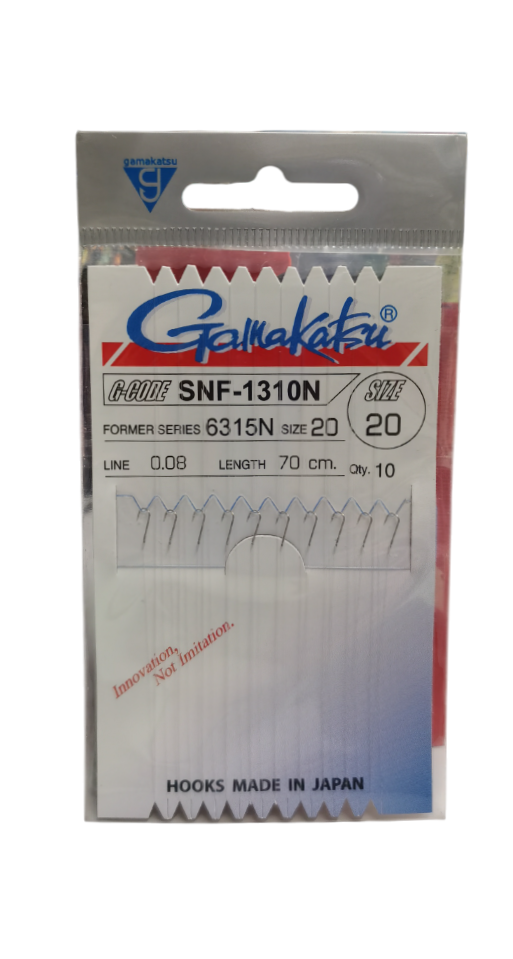 gamakatsu
g
Gamakatsu®
G-CODE SNF-1310N SIZE
FORMER SERIES 6315N SIZE 20 20
LINE 0.08 LENGTH 70 cm. Qty. 10
Innovation,
Not Imitation.
HOOKS MADE IN JAPAN